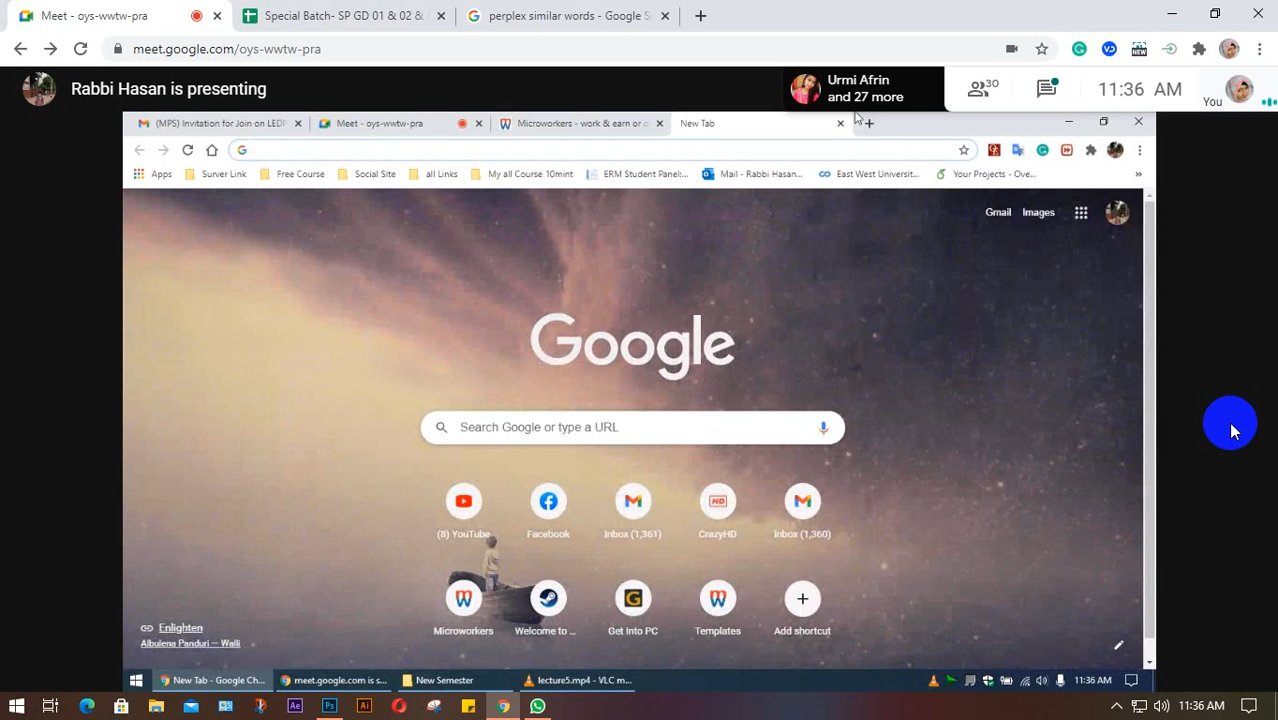 Meet - oys-wwtw-pra
Special Batch- SP GD 01 & 02 &
perplex similar words - Google Se
meet.google.com/oys-wwtw-pra
NEW
Rabbi Hasan is presenting
Urmi Afrin
and 27 more
30
11:36 AM
You
(MPS) Invitation for Join on LEDP
Meet - oys-wwtw-pra
Microworkers - work & earn or
New Tab
Apps
Surver Link
Free Course
Social Site
all Links
My all Course 10mint
ERM Student Panel:...
Mail - Rabbi Hasan...
East West Universit...
Your Projects - Ove...
Gmail
Images
Google
Search Google or type a URL
(8) YouTube
Facebook
Inbox (1,361)
CrazyHD
Inbox (1,360)
Microworkers
Welcome to ...
Get Into PC
Templates
Add shortcut
Enlighten
Albulena Panduri — Walli
New Tab - Google Ch...
meet.google.com is s...
New Semester
lecture5.mp4 - VLC m...
11:36 AM
Ae
Ps
Ai
11:36 AM